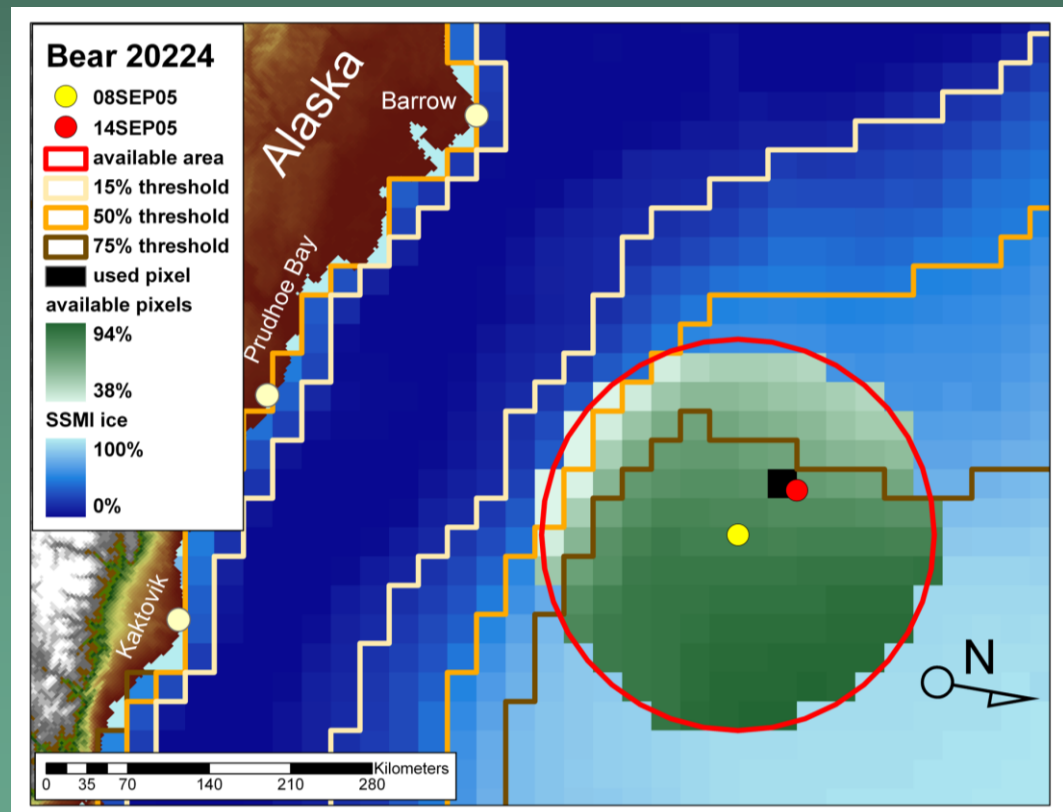 Bear 20224
08SEP05
14SEP05
available area
15% threshold
50% threshold
75% threshold
used pixel
available pixels
94%
38%
SSMI ice
100%
0%
Alaska
Barrow
Prudhoe Bay
Kaktovik
N
Kilometers
0 35 70 140 210 280